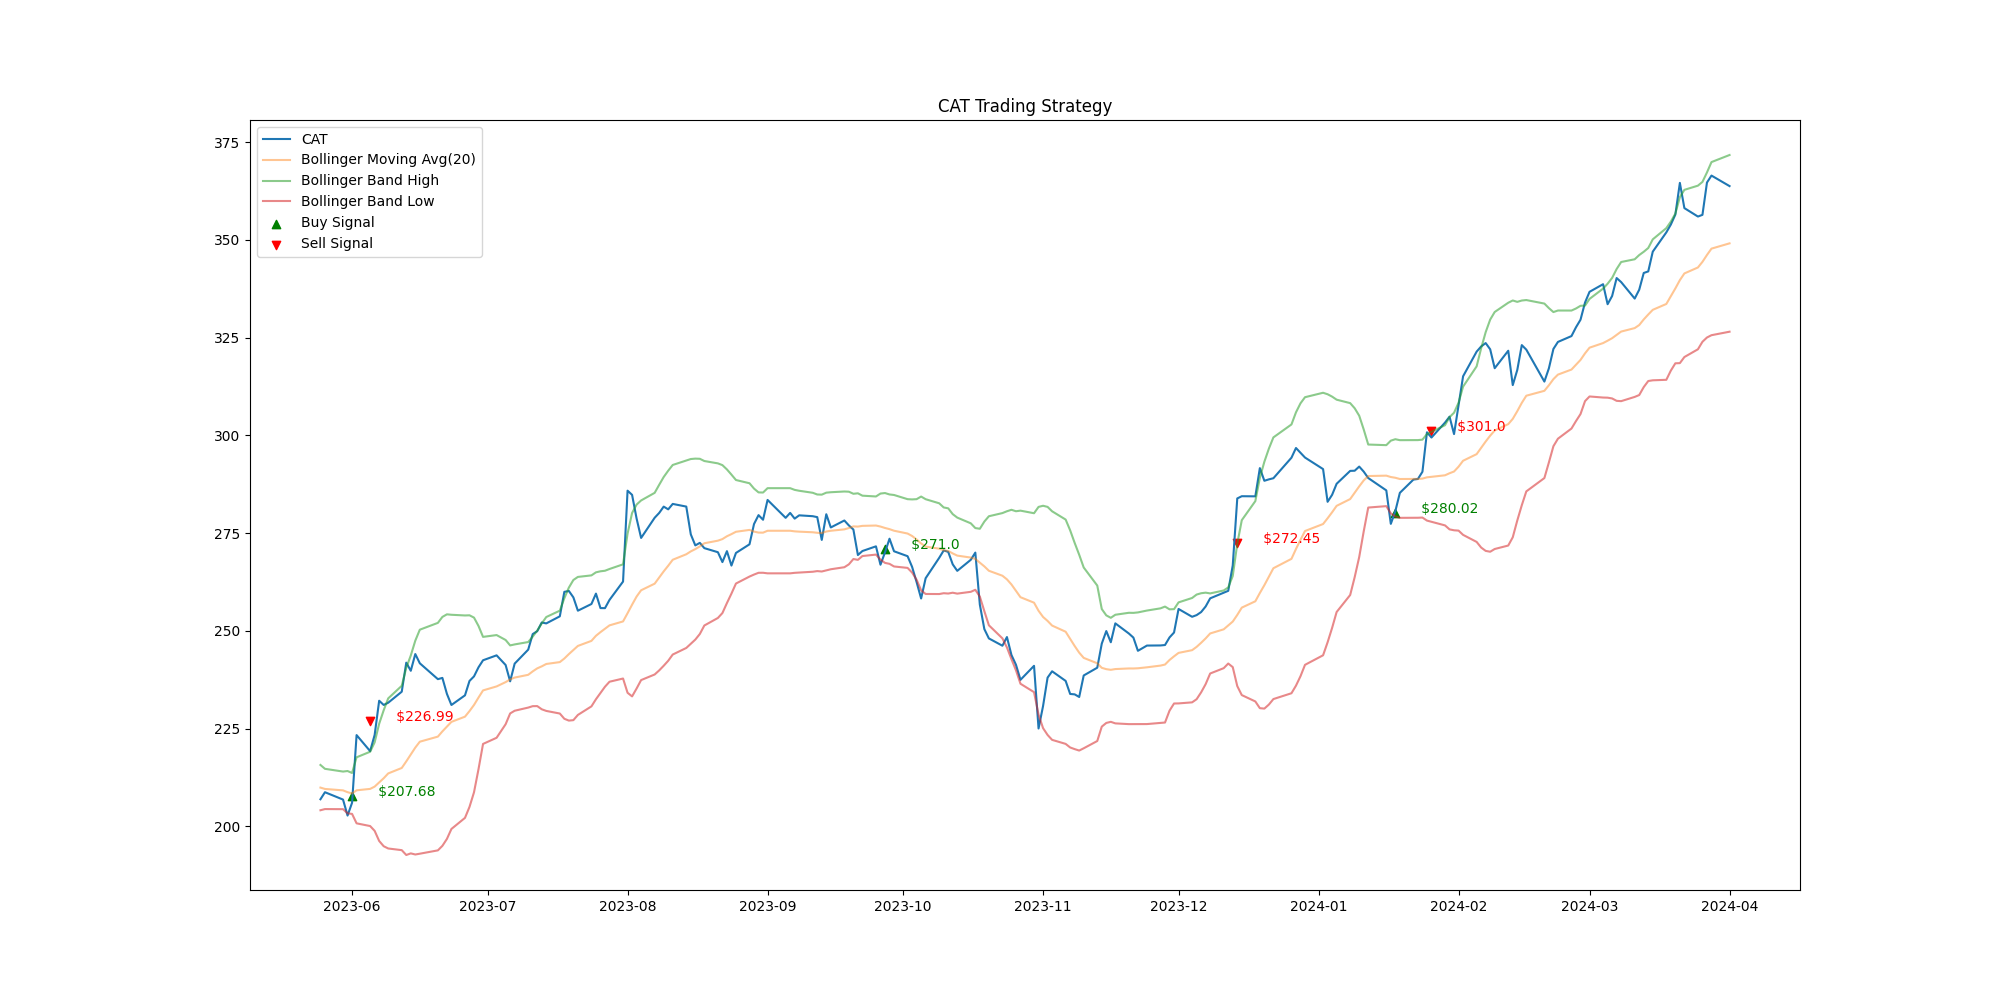 CAT Trading Strategy
CAT
Bollinger Moving Avg(20)
Bollinger Band High
Bollinger Band Low
Buy Signal
Sell Signal
375
350
325
300
275
250
225
200
$301.0
$280.02
$272.45
$271.0
$226.99
$207.68
2023-06 2023-07 2023-08 2023-09 2023-10 2023-11 2023-12 2024-01 2024-02 2024-03 2024-04